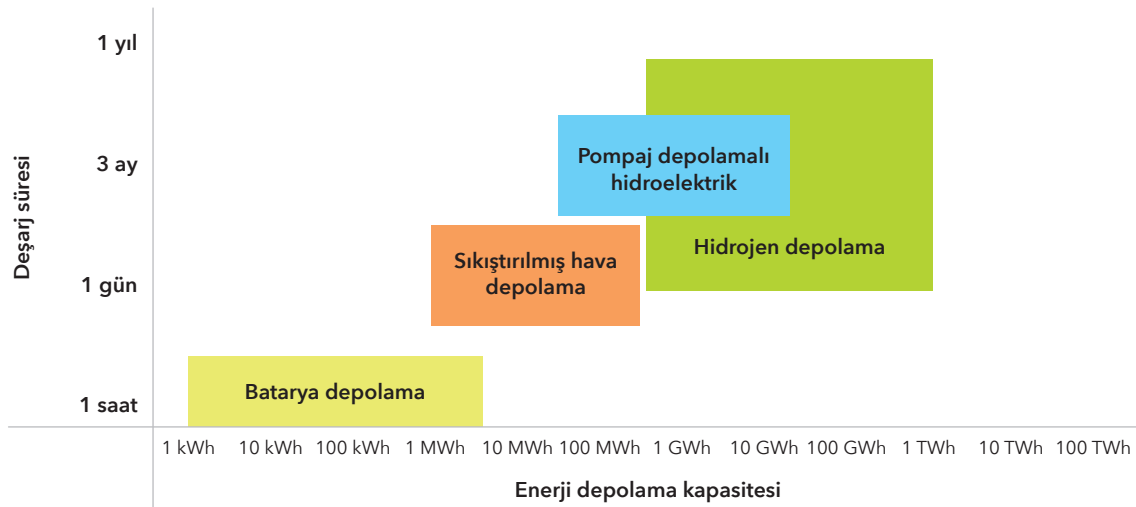 1 yıl
3 ay
1 gün
1 saat
Deşarj süresi
Pompaj depolamalı
hidroelektrik
Hidrojen depolama
Sıkıştırılmış hava
depolama
Batarya depolama
1 kWh 10 kWh 100 kWh 1 MWh 10 MWh 100 MWh 1 GWh 10 GWh 100 GWh 1 TWh 10 TWh 100 TWh
Enerji depolama kapasitesi